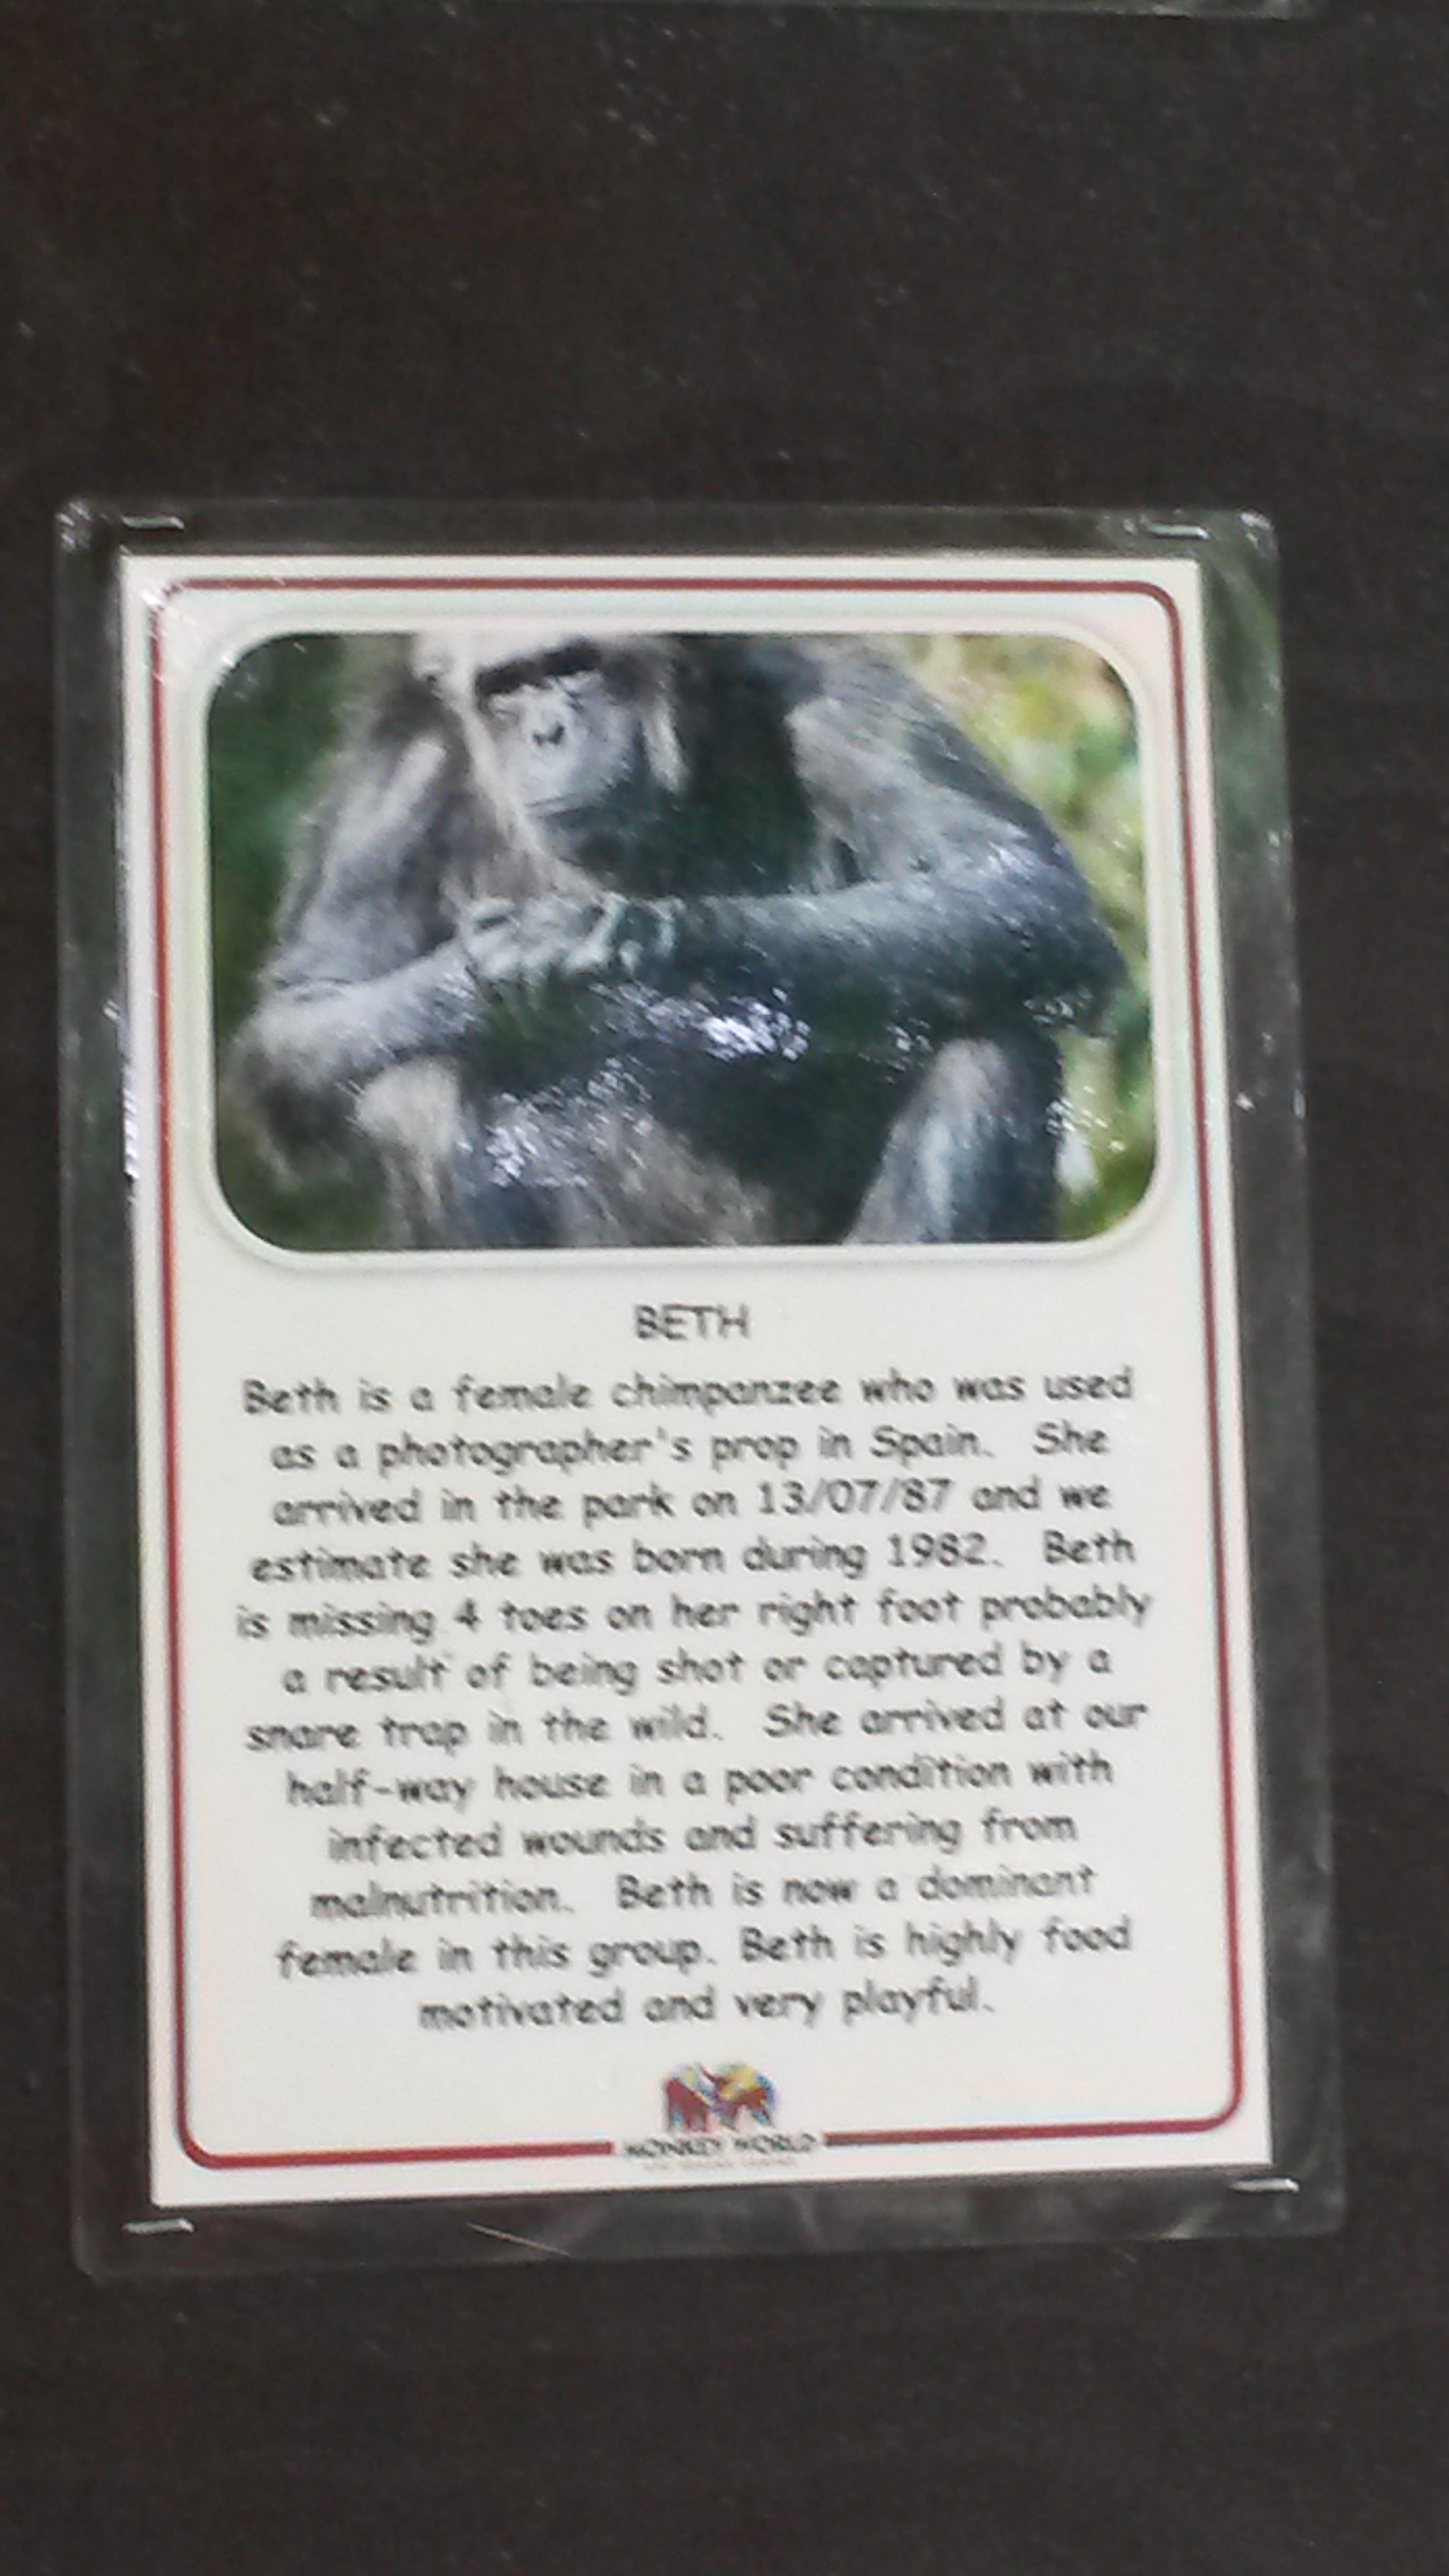 BETH
Beth is a female chimpanzee who was used
as a photographer's prop in Spain. She
arrived in the park on 13/07/87 and we
estimate she was born during 1982. Beth
is missing 4 toes on her right foot probably
a result of being shot or captured by a
snare trap in the wild. She arrived at our
half-way house in a poor condition with
infected wounds and suffering from
malnutrition. Beth is now a dominant
female in this group. Beth is highly food
motivated and very playful.
MONKEY WORLD